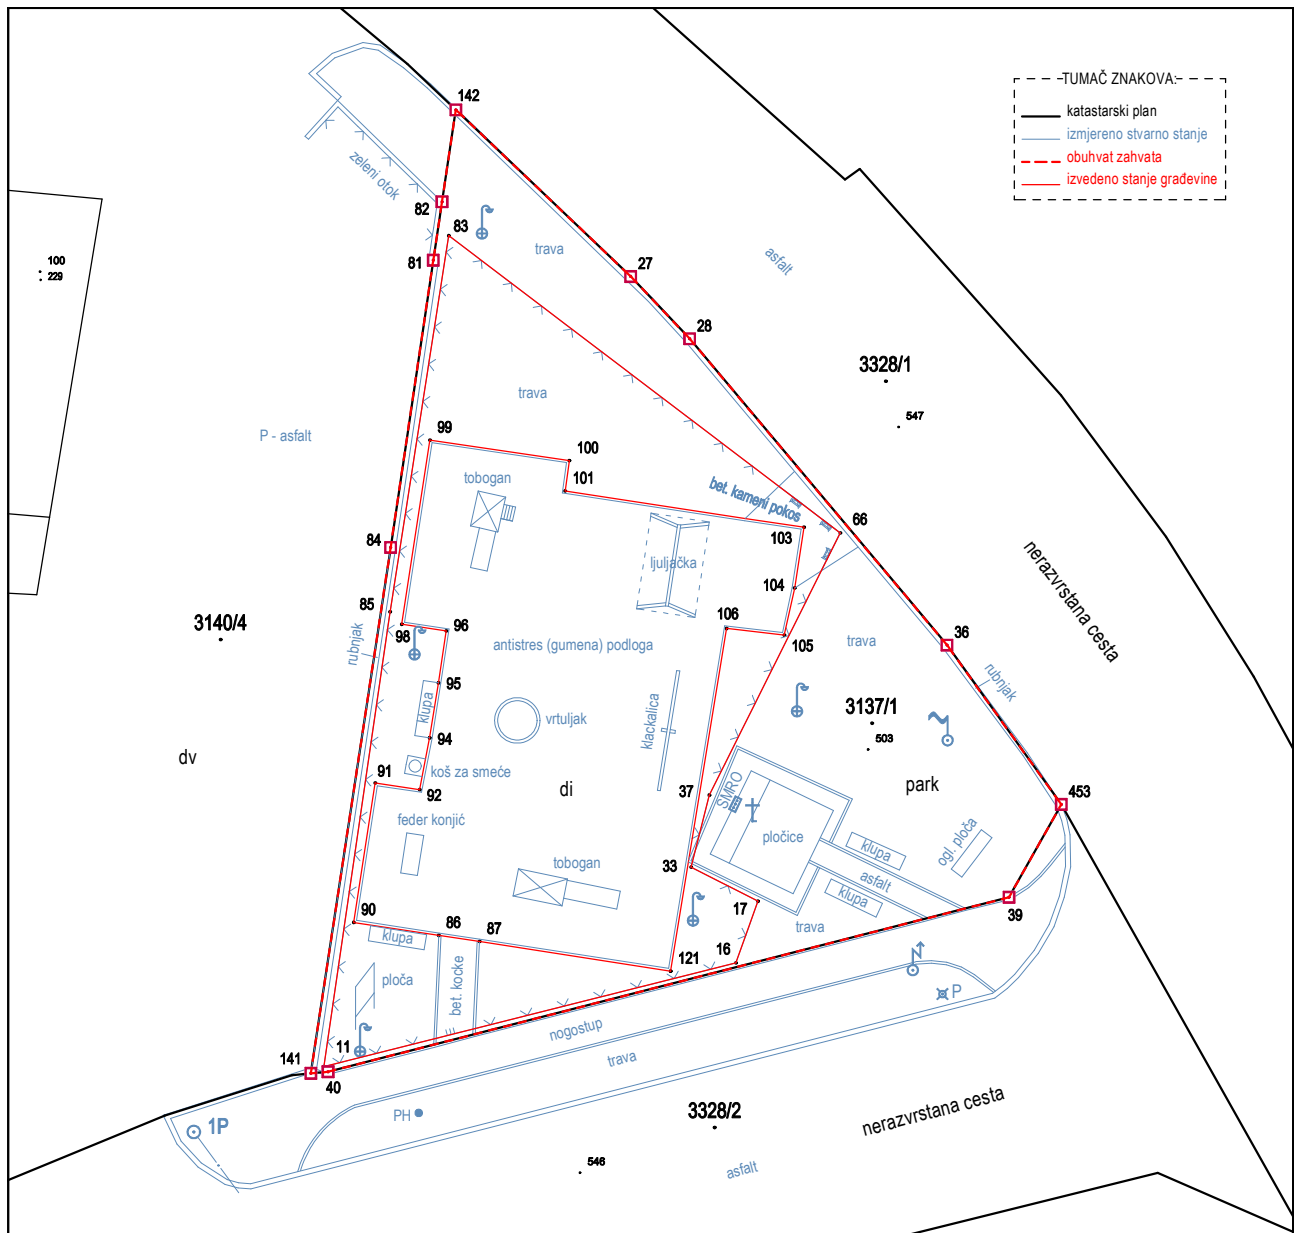 TUMAČ ZNAKOVA:
katastarski plan
izmjereno stvarno stanje
obuhvat zahvata
izvedeno stanje građevine
142
zeleni otok
82
83
trava
81
27
asfalt
100
229
28
3328/1
547
trava
P - asfalt
99
100
tobogan
101
bet. kameni pokos
66
103
nerazvrstana cesta
84
ljuljačka
104
85
3140/4
98
96
106
105
rubnjak
antistres (gumena) podloga
trava
36
rubnjak
95
klupa
vrtuljak
klackalica
3137/1
503
94
dv
koš za smeće
91
92
di
37
SMRO
park
453
feder konjić
pločice
klupa
ogl. ploča
tobogan
33
asfalt
klupa
39
17
90
86
87
klupa
trava
16
121
ploča
bet. kocke
P
nogostup
11
141
40
trava
PH
1P
3328/2
nerazvrstana cesta
546
asfalt